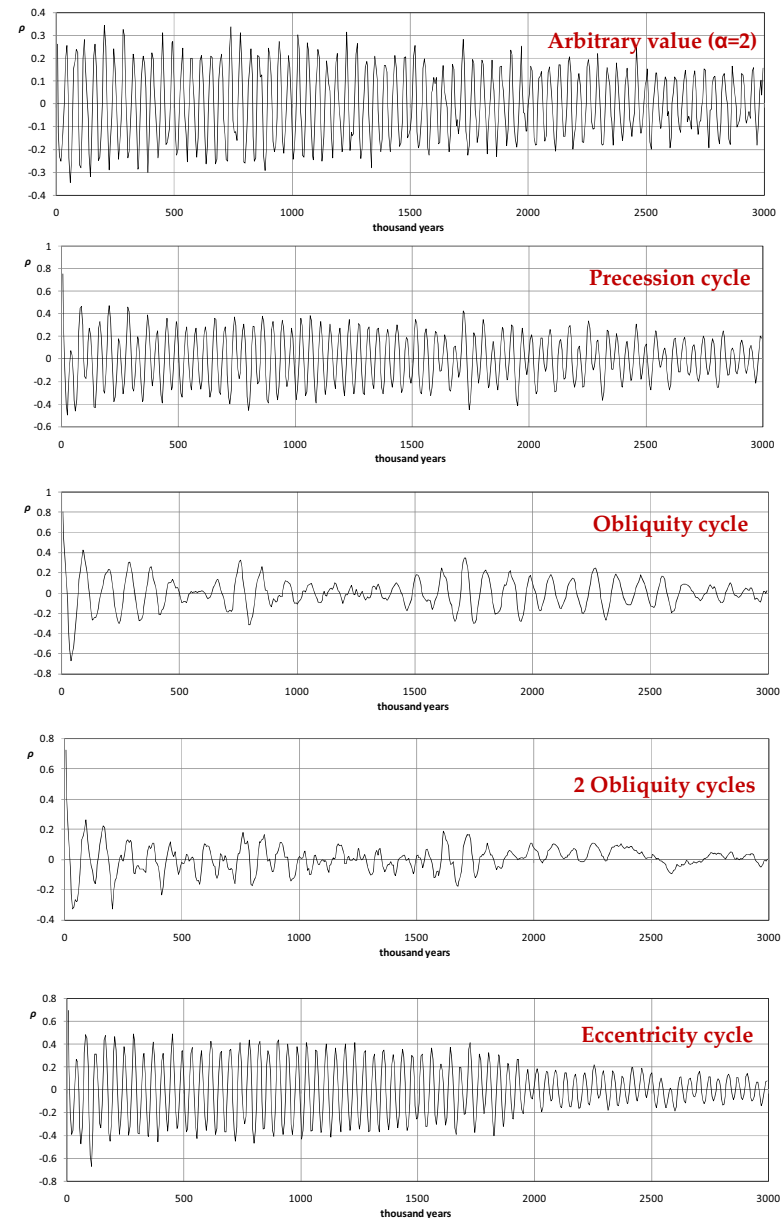 0.4
ρ
0.3
Arbitrary value (α=2)
0.2
0.1
0
-0.1
-0.2
-0.3
-0.4
0 500 1000 1500 2000 2500 3000
thousand years
1
ρ
0.8
Precession cycle
0.6
0.4
0.2
0
-0.2
-0.4
-0.6
0 500 1000 1500 2000 2500 3000
thousand years
1
ρ
0.8
Obliquity cycle
0.6
0.4
0.2
0
-0.2
-0.4
-0.6
-0.8
0 500 1000 1500 2000 2500 3000
thousand years
0.8
ρ
0.6
2 Obliquity cycles
0.4
0.2
0
-0.2
-0.4
0 500 1000 1500 2000 2500 3000
thousand years
0.8
ρ
0.6
Eccentricity cycle
0.4
0.2
0
-0.2
-0.4
-0.6
-0.8
0 500 1000 1500 2000 2500 3000
thousand years